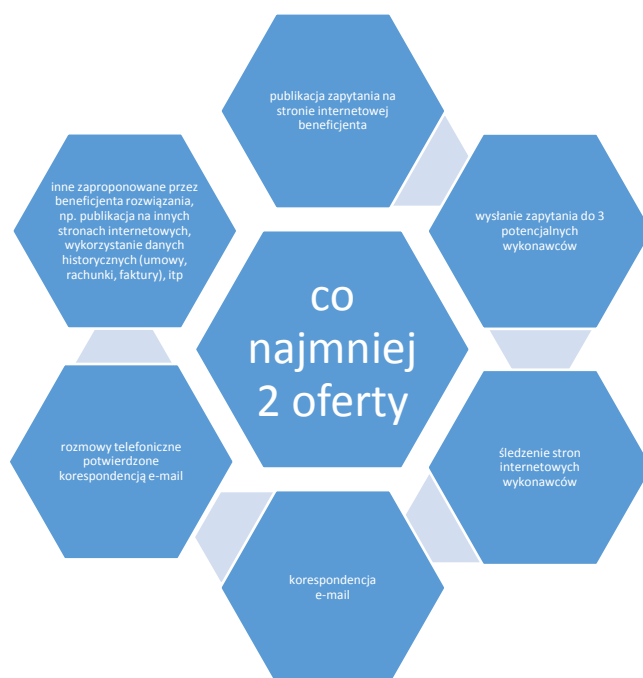 publikacja zapytania na
stronie internetowej
beneficjenta
wysłanie zapytania do 3
potencjalnych
wykonawców
śledzenie stron
internetowych
wykonawców
korespondencja
e-mail
rozmowy telefoniczne
potwierdzone
korespondencją e-mail
inne zaproponowane przez
beneficjenta rozwiązania,
np. publikacja na innych
stronach internetowych,
wykorzystanie danych
historycznych (umowy,
rachunki, faktury), itp
co
najmniej
2 oferty